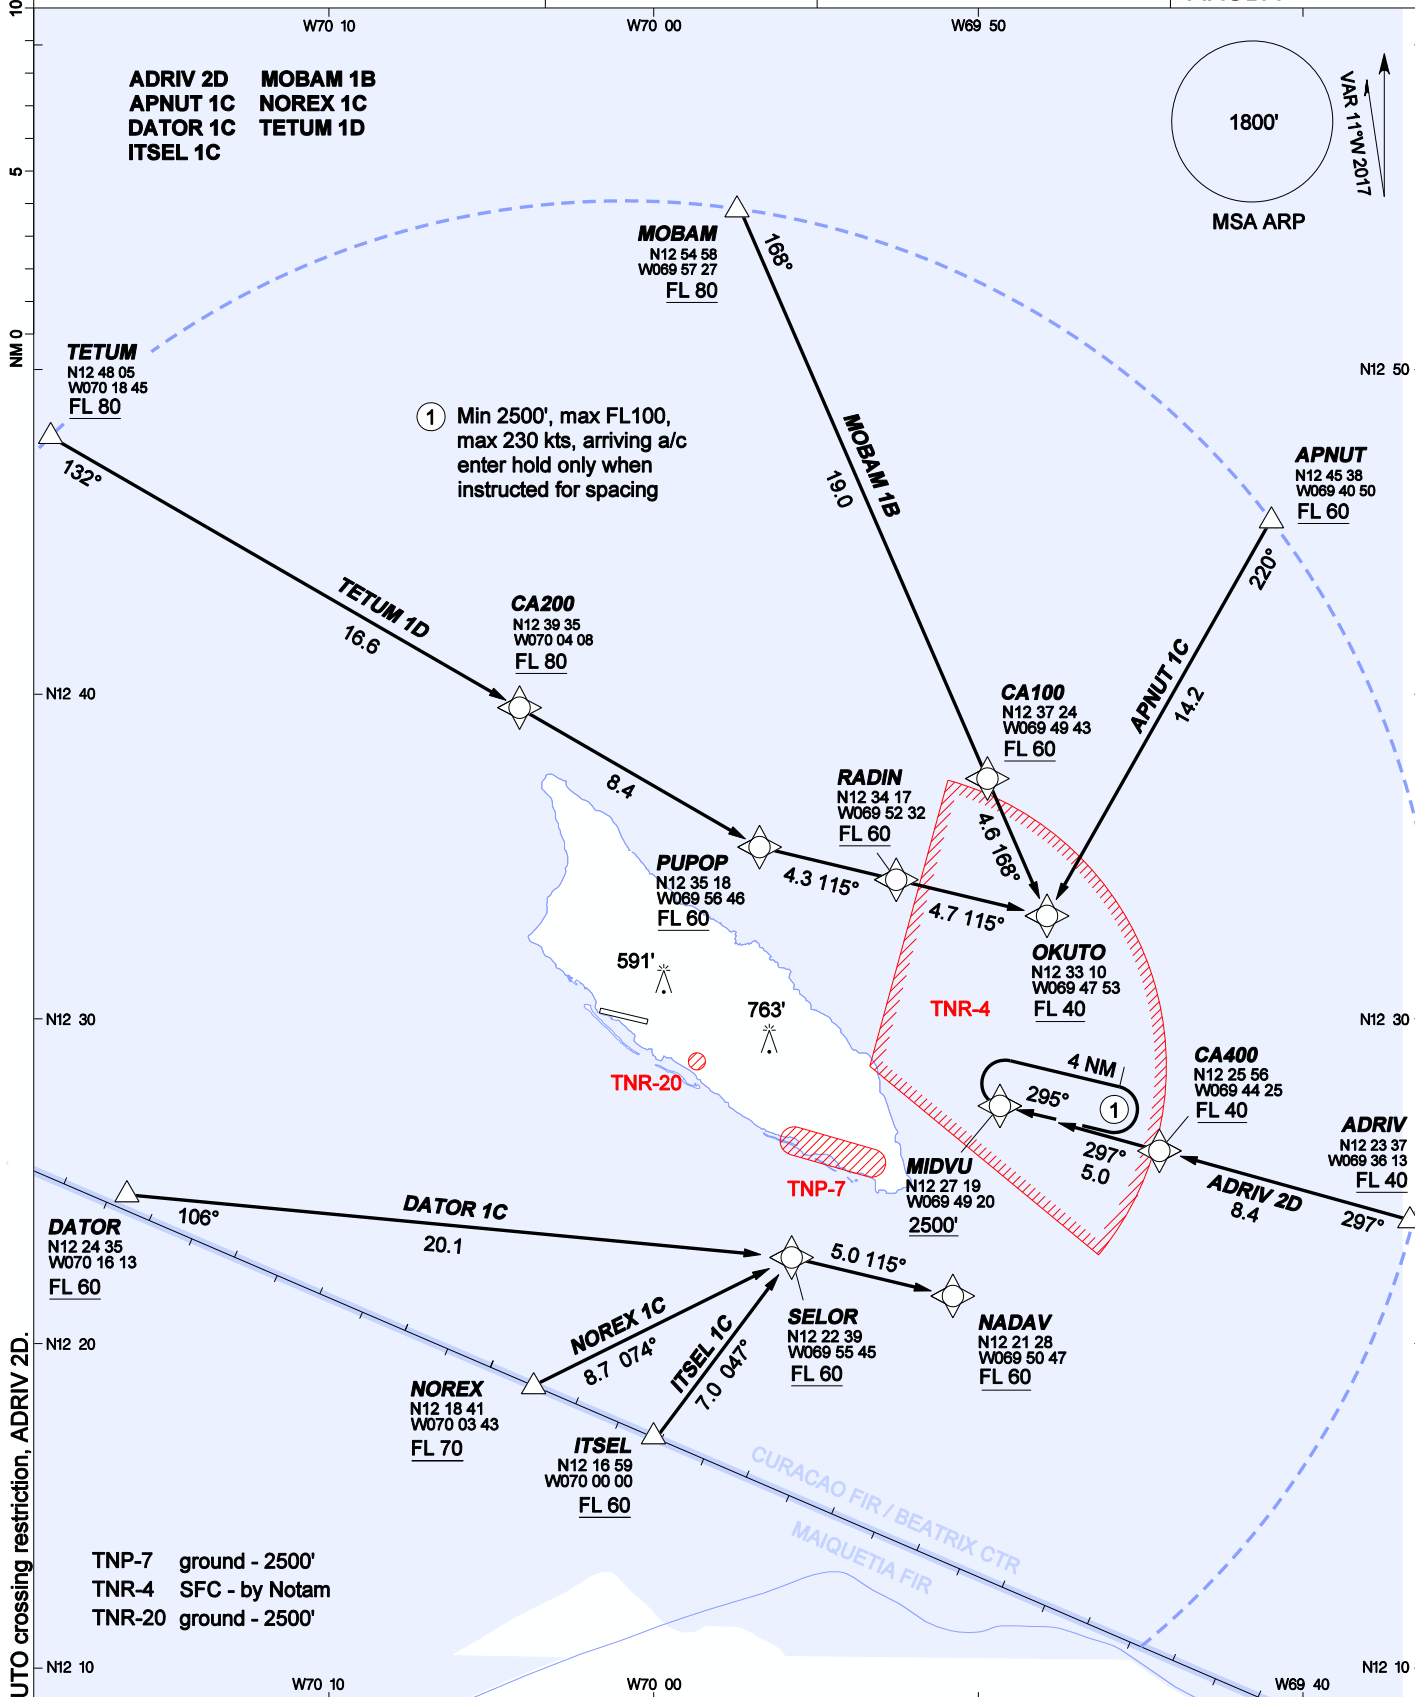 10
W70 10
W70 00
W69 50
ADRIV 2D MOBAM 1B
APNUT 1C NOREX 1C
DATOR 1C TETUM 1D
ITSEL 1C
1800'
VAR 11°W 2017
MSA ARP
5
NM 0
MOBAM
N12 54 58
W069 57 27
FL 80
168°
TETUM
N12 48 05
W070 18 45
FL 80
132°
N12 50
1 Min 2500', max FL100,
max 230 kts, arriving a/c
enter hold only when
instructed for spacing
MOBAM 1B
19.0
APNUT
N12 45 38
W069 40 50
FL 60
220°
TETUM 1D
16.6
CA200
N12 39 35
W070 04 08
FL 80
APNUT 1C
14.2
N12 40
CA100
N12 37 24
W069 49 43
FL 60
8.4
RADIN
N12 34 17
W069 52 32
FL 60
4.6 168°
PUPOP
N12 35 18
W069 56 46
FL 60
4.3 115°
4.7 115°
OKUTO
N12 33 10
W069 47 53
FL 40
591'
763'
TNR-4
N12 30
N12 30
TNR-20
4 NM
295°
1
CA400
N12 25 56
W069 44 25
FL 40
297°
5.0
ADRIV
N12 23 37
W069 36 13
FL 40
ADRIV 2D
8.4
297°
MIDVU
N12 27 19
W069 49 20
2500'
TNP-7
DATOR
N12 24 35
W070 16 13
FL 60
106°
DATOR 1C
20.1
5.0 115°
SELOR
N12 22 39
W069 55 45
FL 60
NADAV
N12 21 28
W069 50 47
FL 60
N12 20
NOREX 1C
8.7 074°
ITSEL 1C
7.0 047°
NOREX
N12 18 41
W070 03 43
FL 70
ITSEL
N12 16 59
W070 00 00
FL 60
CURACAO FIR / BEATRIX CTR
MAIQUETIA FIR
TNP-7 ground - 2500'
TNR-4 SFC - by Notam
TNR-20 ground - 2500'
N12 10
N12 10
W70 10
W70 00
W69 40
UTO crossing restriction, ADRIV 2D.